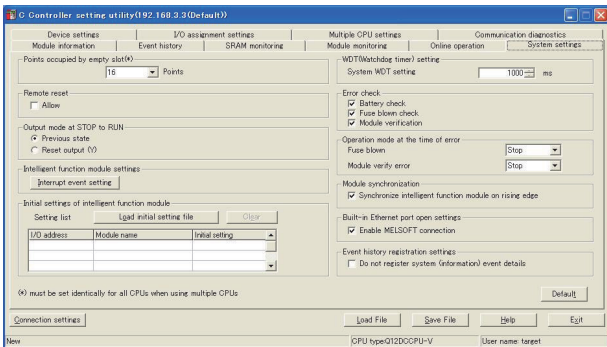 C Controller setting utility(192.168.3.3(Default))
Device settings I/O assignment settings Multiple CPU settings Communication diagnostics
Module information Event history SRAM monitoring Module monitoring Online operation System settings
Points occupied by empty slot(*)
16 Points
Remote reset
Allow
Output mode at STOP to RUN
Previous state
Reset output (Y)
Intelligent function module settings
Interrupt event setting
Initial settings of intelligent function module
Setting list Load initial setting file Clear
I/O address Module name Initial setting
(*) must be set identically for all CPUs when using multiple CPUs
WDT(Watchdog timer) setting
System WDT setting 1000 ms
Error check
Battery check
Fuse blown check
Module verification
Operation mode at the time of error
Fuse blown Stop
Module verify error Stop
Module synchronization
Synchronize intelligent function module on rising edge
Built-in Ethernet port open settings
Enable MELSOFT connection
Event history registration settings
Do not register system (information) event details
Default
Connection settings Load File Save File Help Exit
New CPU type:Q12DCCPU-V User name: target